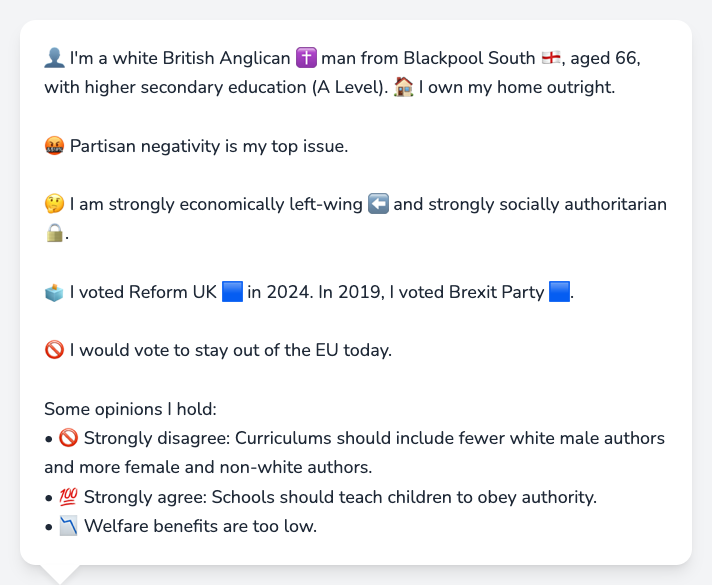 👤 I'm a white British Anglican ✝️ man from Blackpool South 🏴󠁧󠁢󠁥󠁮󠁧󠁿, aged 66,
with higher secondary education (A Level). 🏠 I own my home outright.
🤬 Partisan negativity is my top issue.
🤔 I am strongly economically left-wing ⬅️ and strongly socially authoritarian
🔒.
🗳️ I voted Reform UK 🟦 in 2024. In 2019, I voted Brexit Party 🟦.
🚫 I would vote to stay out of the EU today.
Some opinions I hold:
• 🚫 Strongly disagree: Curriculums should include fewer white male authors
and more female and non-white authors.
• 💯 Strongly agree: Schools should teach children to obey authority.
• 📉 Welfare benefits are too low.